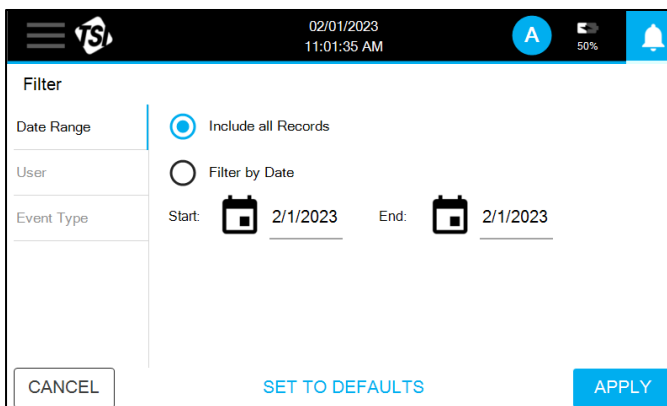 TSI
02/01/2023
11:01:35 AM
A
50%
Filter
Date Range
Include all Records
User
Filter by Date
Event Type
Start:
2/1/2023
End:
2/1/2023
CANCEL
SET TO DEFAULTS
APPLY